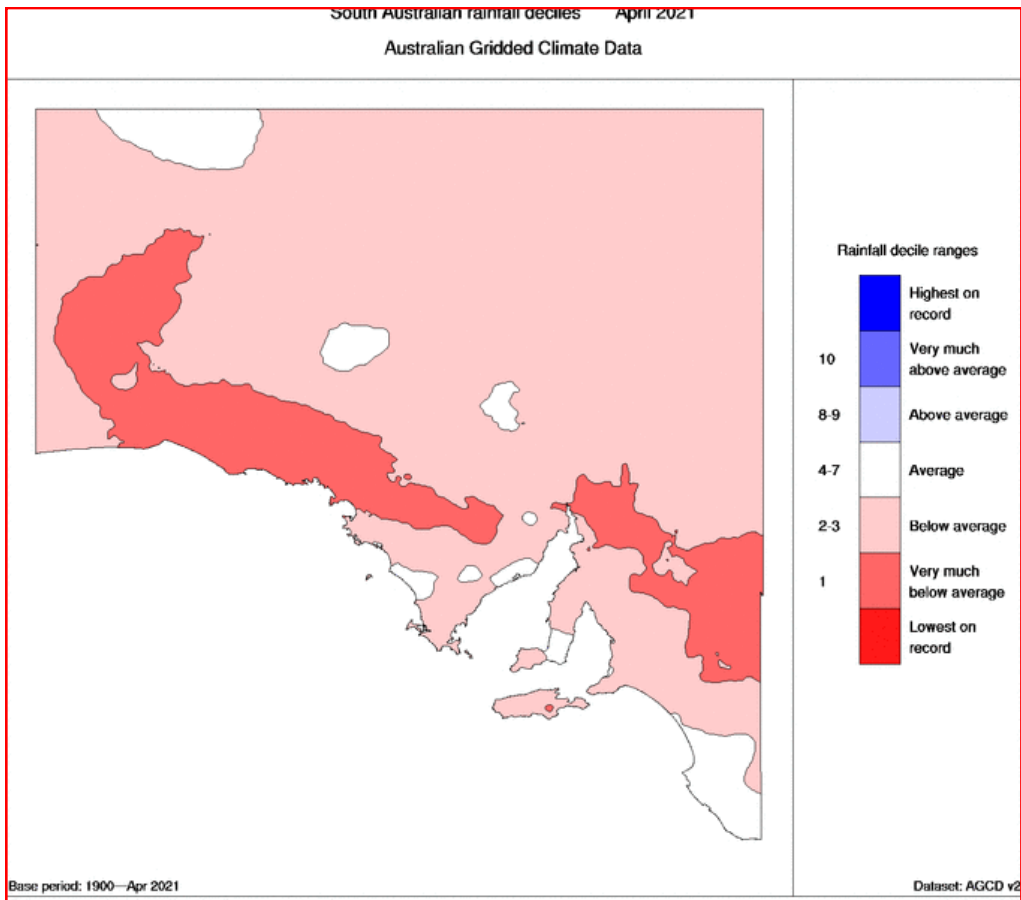 South Australian rainfall deciles April 2021
Australian Gridded Climate Data
Rainfall decile ranges
Highest on
record
10
Very much
above average
8-9
Above average
4-7
Average
2-3
Below average
1
Very much
below average
Lowest on
record
Base period: 1900—Apr 2021
Dataset: AGCD v2